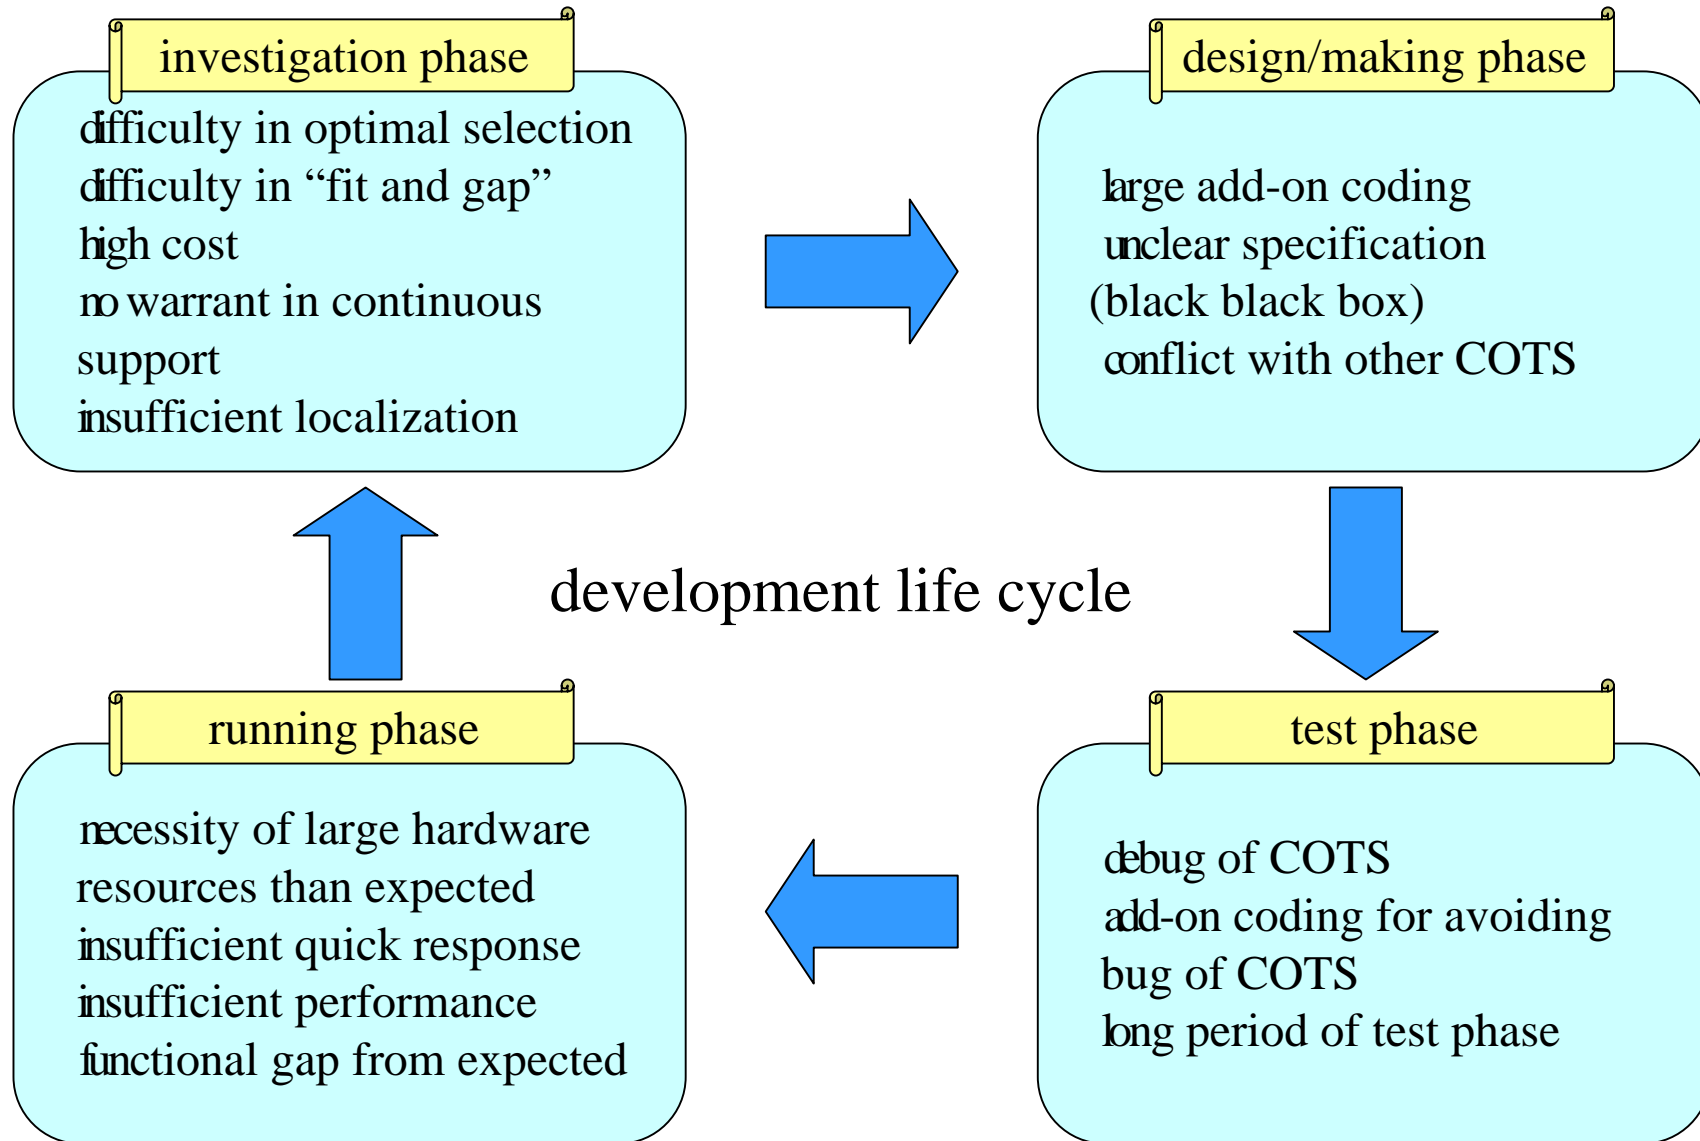 investigation phase
difficulty in optimal selection
difficulty in “fit and gap”
high cost
no warrant in continuous
support
insufficient localization
design/making phase
large add-on coding
unclear specification
(black black box)
conflict with other COTS
development life cycle
running phase
necessity of large hardware
resources than expected
insufficient quick response
insufficient performance
functional gap from expected
test phase
debug of COTS
add-on coding for avoiding
bug of COTS
long period of test phase